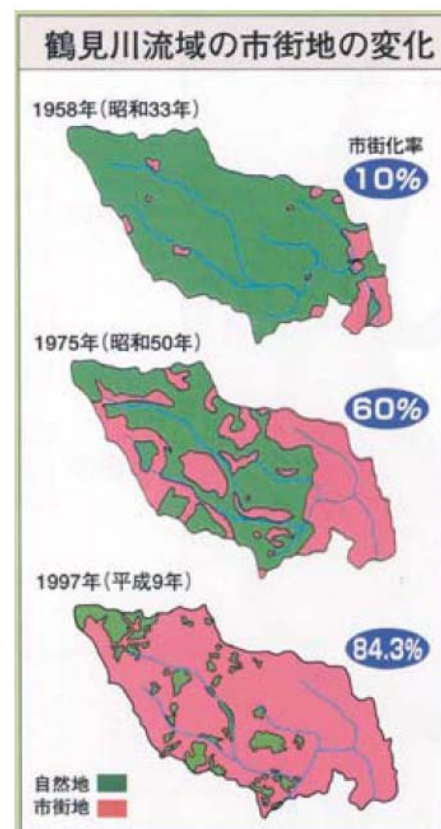 鶴見川流域の市街地の変化
1958年(昭和33年)
市街化率
10%
1975年(昭和50年)
60%
1997年(平成9年)
84.3%
自然地
市街地